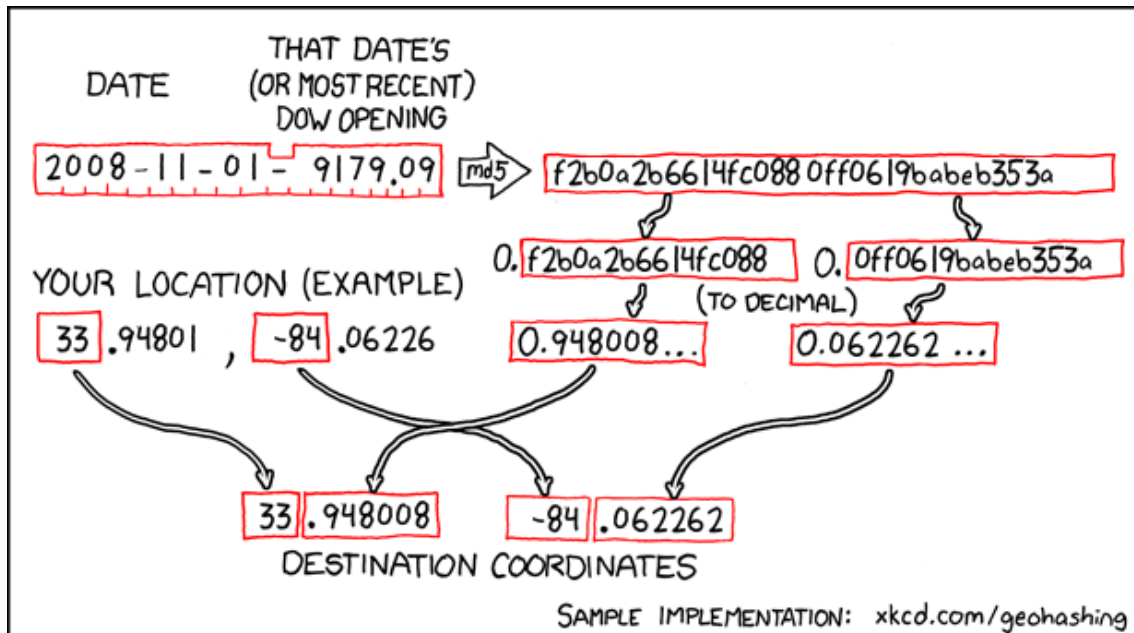 THAT DATE'S
DATE (OR MOST RECENT)
DOW OPENING
2008-11-01- 9179.09 md5 f2b0a2b6614fc0880ff0619babeb353a
0.f2b0a2b6614fc088 0.0ff0619babeb353a
YOUR LOCATION (EXAMPLE) (TO DECIMAL)
33.94801, -84.06226 0.948008... 0.062262...
33.948008 -84.062262
DESTINATION COORDINATES
SAMPLE IMPLEMENTATION: xkcd.com/geohashing